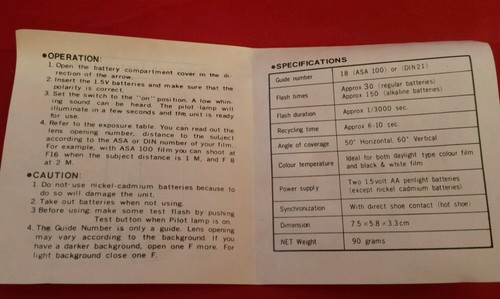 ●OPERATION:
1. Open the battery compartment cover in the di-
rection of the arrow.
2. Insert the 1.5V batteries and make sure that the
polarity is correct.
3. Set the switch to the "on" position. A low whin-
ing sound can be heard. The pilot lamp will
illuminate in a few seconds and the unit is ready
for use.
4. Refer to the exposure table. You can read out the
lens opening number, distance to the subject
according to the ASA or DIN number of your film.
For example, with ASA 100 film you can shoot at
F16 when the subject distance is 1 M, and F 8
at 2 M.
●CAUTION:
1. Do not use nickel-cadmium batteries because to
do so will damage the unit.
2. Take out batteries when not using.
3 Before using make some test flash by pushing
Test button when Pilot lamp is on.
4. The Guide Number is only a guide. Lens opening
may vary according to the background. If you
have a darker background, open one F more. For
light background close one F.
●SPECIFICATIONS
Guide number 18 (ASA 100) or (DIN21)
Flash times Approx 30 (regular batteries)
Approx 150 (alkaline batteries)
Flash duration Approx 1/3000 sec.
Recycling time Approx 6-10 sec.
Angle of coverage 50° Horizontal, 60° Vertical
Colour temperature Ideal for both daylight type colour film
and black & white film
Power supply Two 1.5 volt AA penlight batteries
(except nickel cadmium batteries)
Synchronization With direct shoe contact (hot shoe)
Dimension 7.5×5.8×3.3cm
NET Weight 90 grams